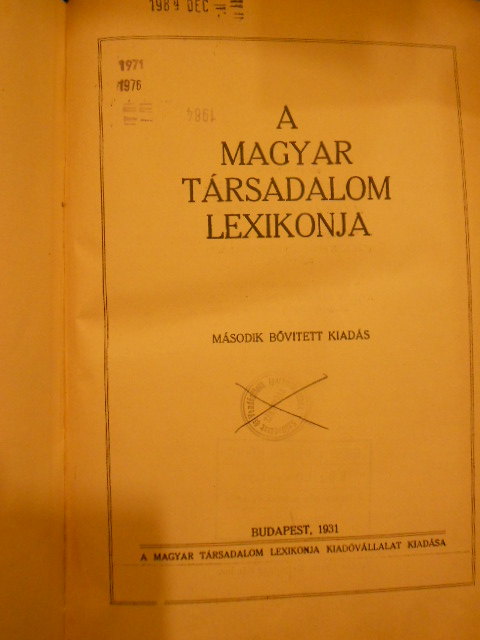 1984 DEC
1971
1976
1984
A
MAGYAR
TÁRSADALOM
LEXIKONJA
MÁSODIK BŐVITETT KIADÁS
BUDAPEST, 1931
A MAGYAR TÁRSADALOM LEXIKONJA KIADÓVÁLLALAT KIADÁSA